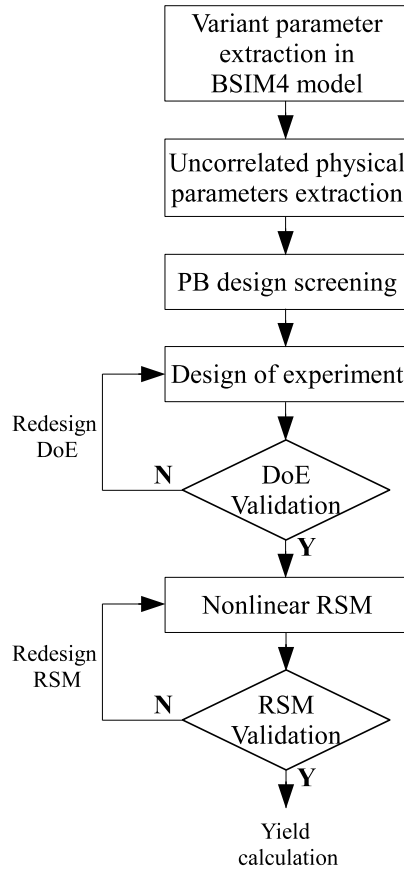 Variant parameter
extraction in
BSIM4 model
Uncorrelated physical
parameters extraction
PB design screening
Design of experiment
Redesign
DoE
N
DoE
Validation
Y
Nonlinear RSM
Redesign
RSM
N
RSM
Validation
Y
Yield
calculation